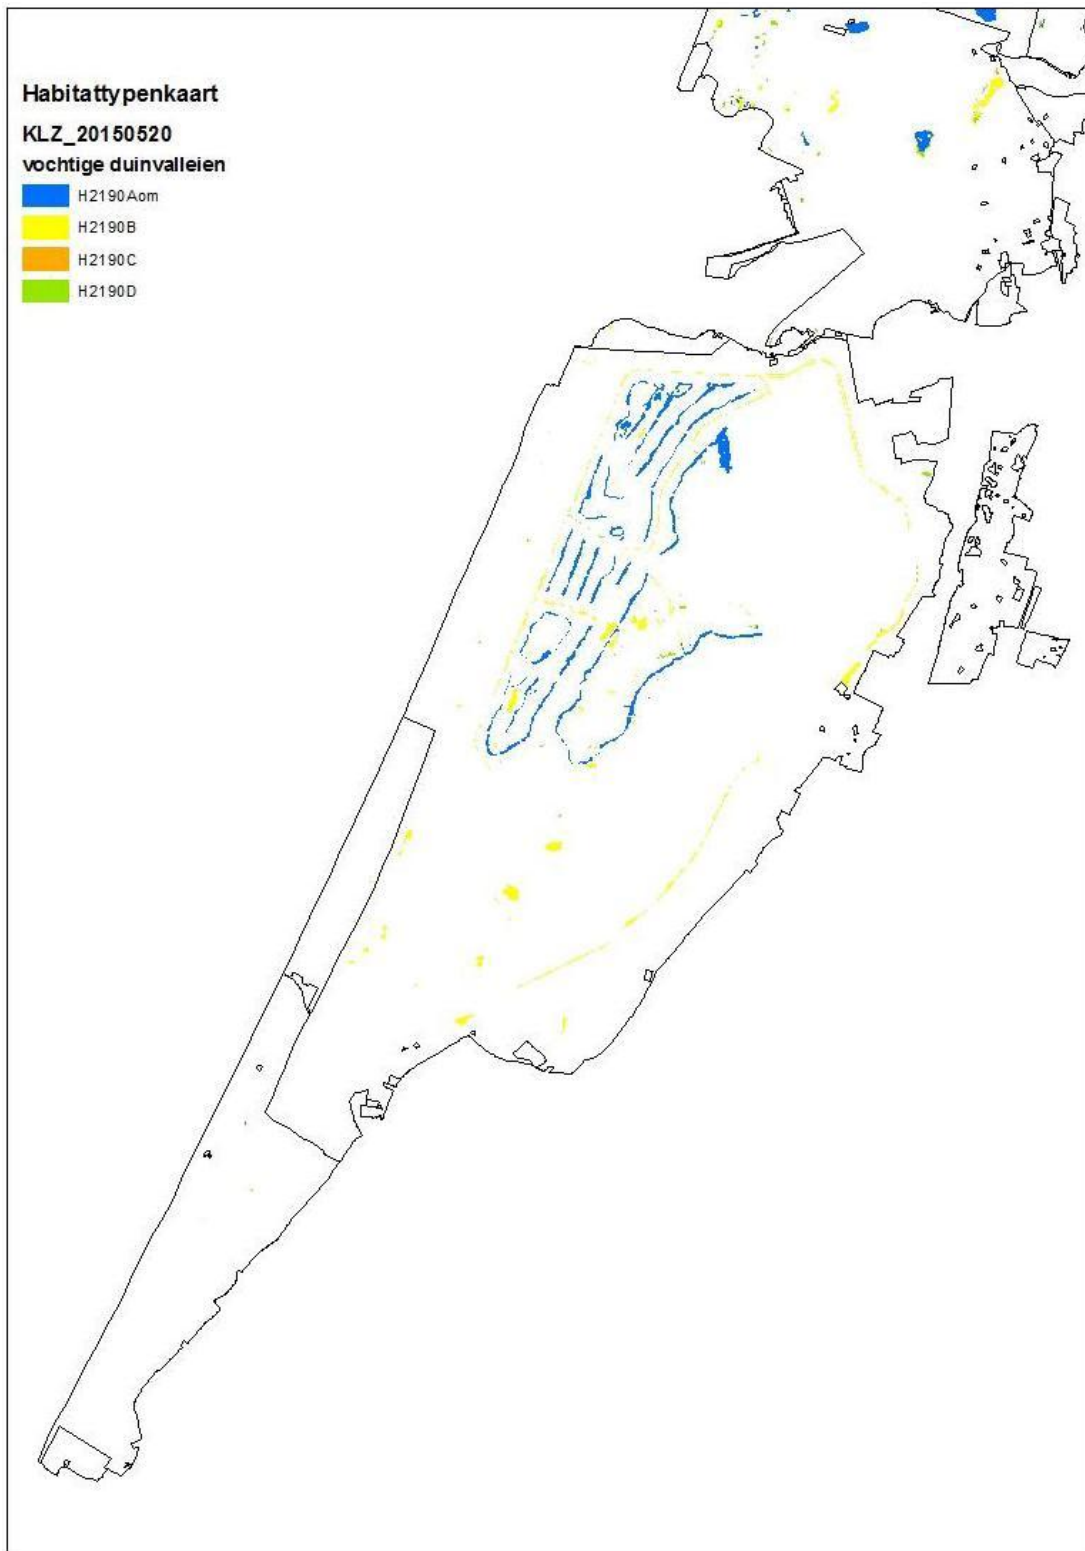 Habitattypenkaart
KLZ_20150520
vochtige duinvalleien
H2190Aom
H2190B
H2190C
H2190D